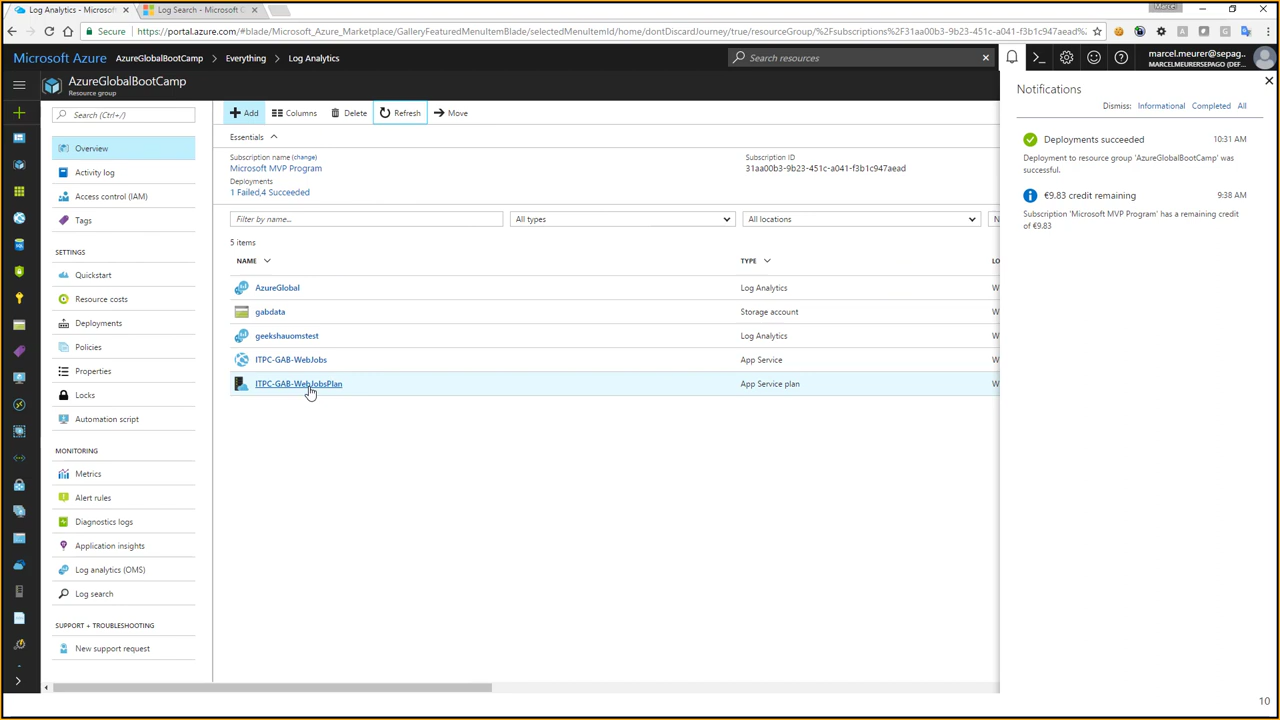 Log Analytics - Microsoft
Log Search - Microsoft C
Marcel
Secure
https://portal.azure.com/#blade/Microsoft_Azure_Marketplace/GalleryFeaturedMenuItemBlade/selectedMenuItemId/home/dontDiscardJourney/true/resourceGroup/%2Fsubscriptions%2F31aa00b3-9b23-451c-a041-f3b1c947aead%
Microsoft Azure
AzureGlobalBootCamp
Everything
Log Analytics
Search resources
marcel.meurer@sepag...
MARCELMEURERSEPAGO (DEF...
AzureGlobalBootCamp
Resource group
Search (Ctrl+/)
Overview
Activity log
Access control (IAM)
Tags
SETTINGS
Quickstart
Resource costs
Deployments
Policies
Properties
Locks
Automation script
MONITORING
Metrics
Alert rules
Diagnostics logs
Application insights
Log analytics (OMS)
Log search
SUPPORT + TROUBLESHOOTING
New support request
Add
Columns
Delete
Refresh
Move
Essentials
Subscription name (change)
Microsoft MVP Program
Deployments
1 Failed,4 Succeeded
Subscription ID
31aa00b3-9b23-451c-a041-f3b1c947aead
Filter by name...
All types
All locations
N
5 items
NAME
TYPE
LO
AzureGlobal
Log Analytics
W
gabdata
Storage account
W
geekshauomstest
Log Analytics
W
ITPC-GAB-WebJobs
App Service
W
ITPC-GAB-WebJobsPlan
App Service plan
W
Notifications
Dismiss: Informational Completed All
Deployments succeeded
10:31 AM
Deployment to resource group 'AzureGlobalBootCamp' was
successful.
€9.83 credit remaining
9:38 AM
Subscription 'Microsoft MVP Program' has a remaining credit
of €9.83
10